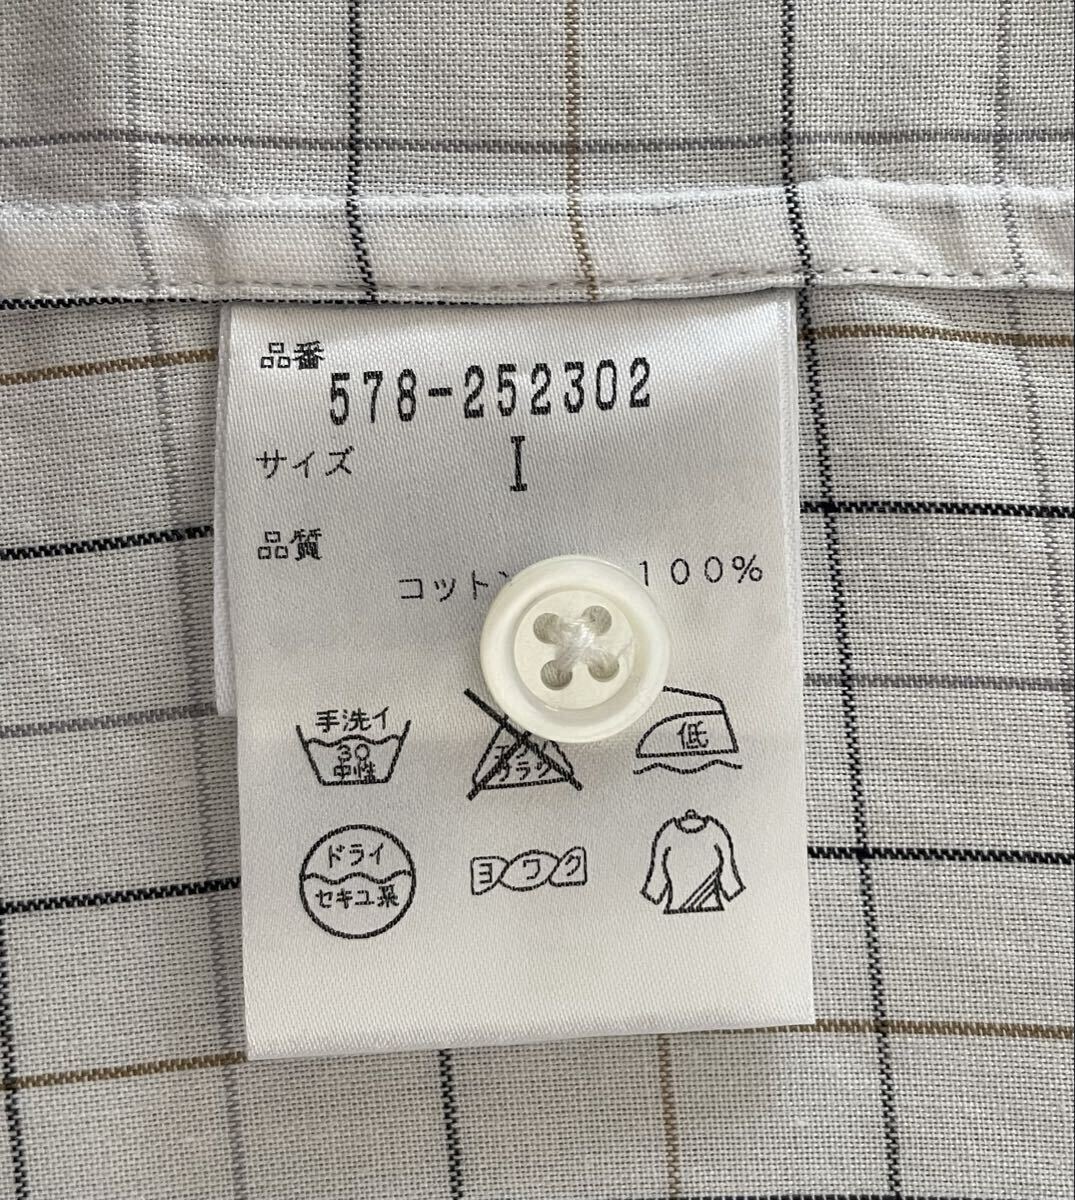 品番
578-252302
サイズ I
品質
コットン 100%
手洗イ
30
中性
低
ドライ
セキユ系
ヨワク